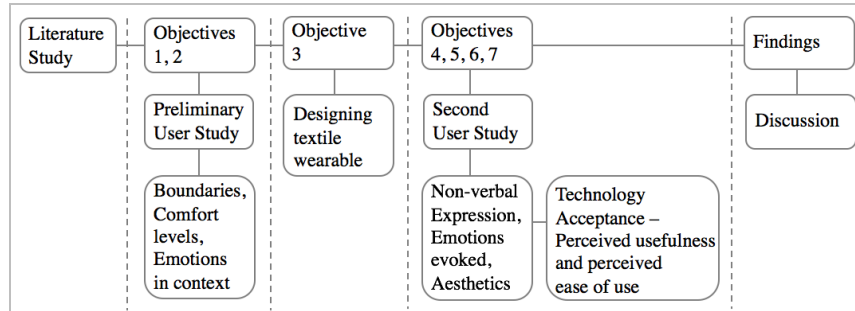 Literature
Study
Objectives
1, 2
Objective
3
Objectives
4, 5, 6, 7
Findings
Preliminary
User Study
Designing
textile
wearable
Second
User Study
Discussion
Boundaries,
Comfort
levels,
Emotions
in context
Non-verbal
Expression,
Emotions
evoked,
Aesthetics
Technology
Acceptance –
Perceived usefulness
and perceived
ease of use